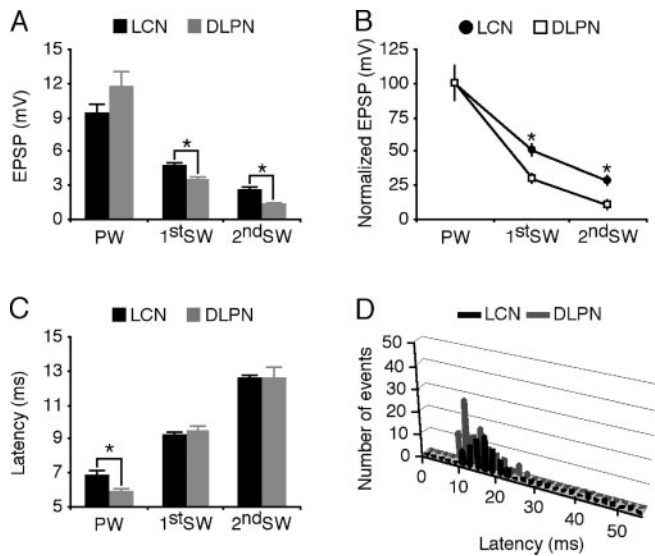 A
LCN DLPN
EPSP (mV)
15
12
9
6
3
0
*
*
PW 1stSW 2ndSW
B
LCN DLPN
Normalized EPSP (mV)
125
100
75
50
25
0
*
*
PW 1stSW 2ndSW
C
LCN DLPN
Latency (ms)
15
13
11
9
7
5
*
PW 1stSW 2ndSW
D
LCN DLPN
Number of events
50
40
30
20
10
0
0 10 20 30 40 50
Latency (ms)